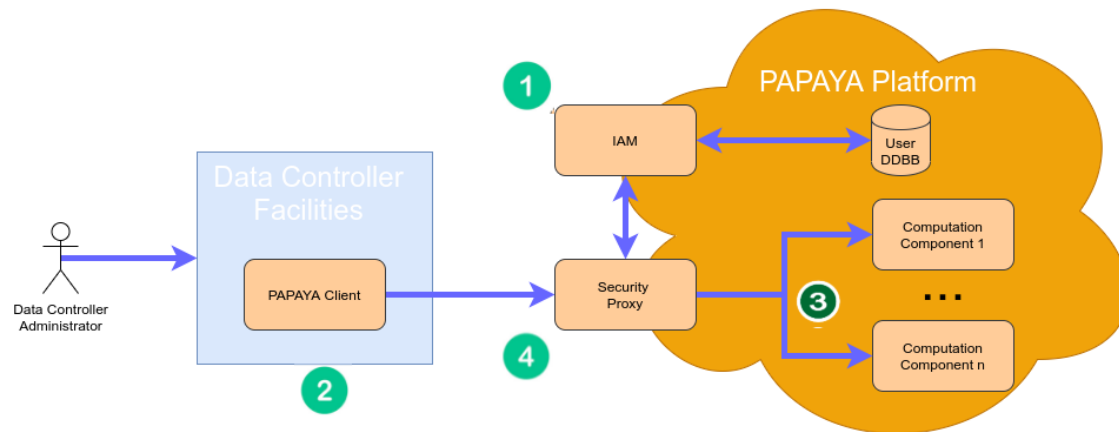 1
PAPAYA Platform
IAM
User
DDBB
Data Controller
Facilities
Computation
Component 1
PAPAYA Client
Security
Proxy
...
3
Data Controller
Administrator
Computation
Component n
4
2